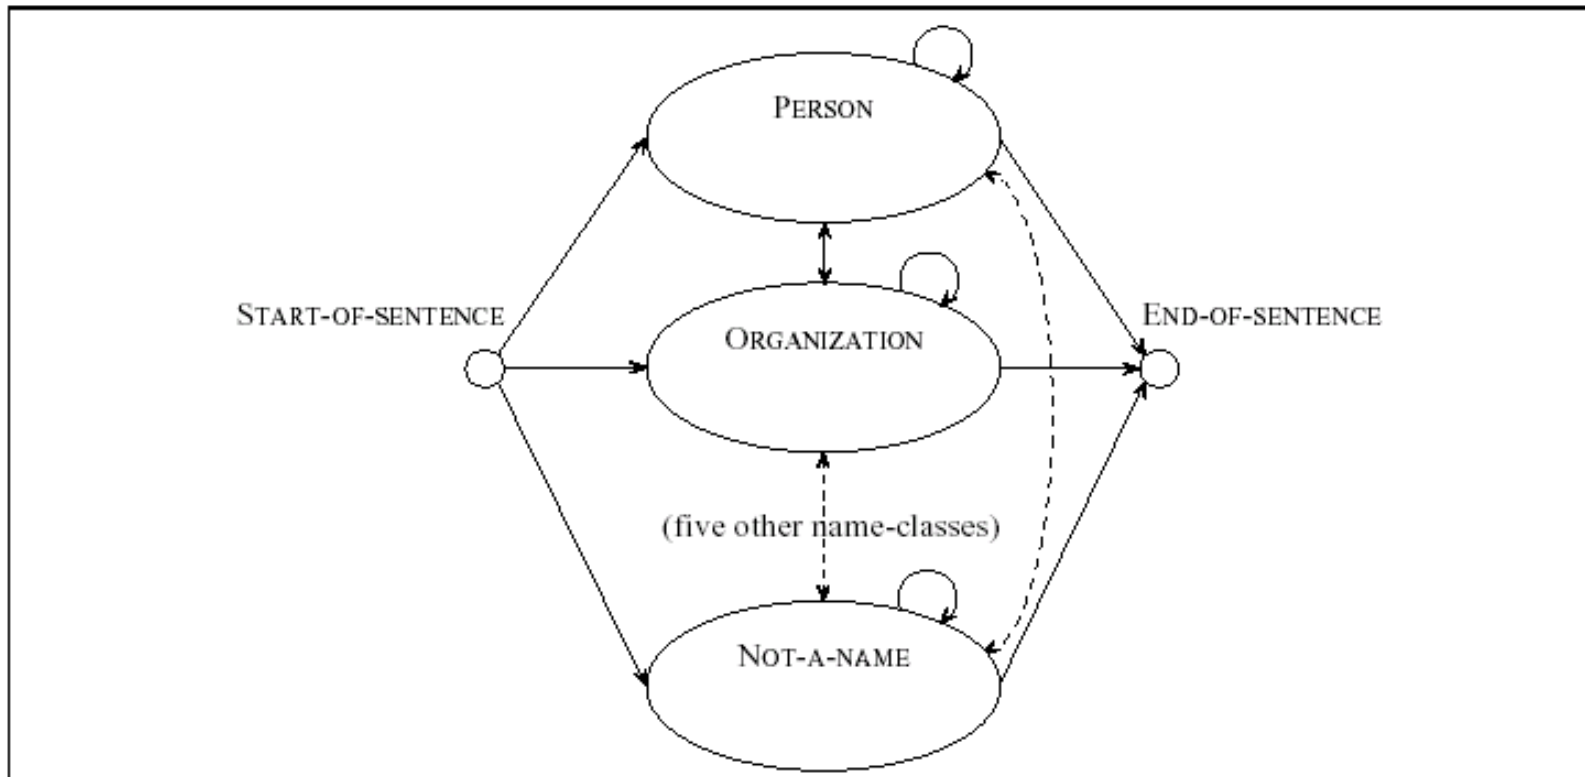 PERSON
START-OF-SENTENCE
END-OF-SENTENCE
ORGANIZATION
(five other name-classes)
NOT-A-NAME